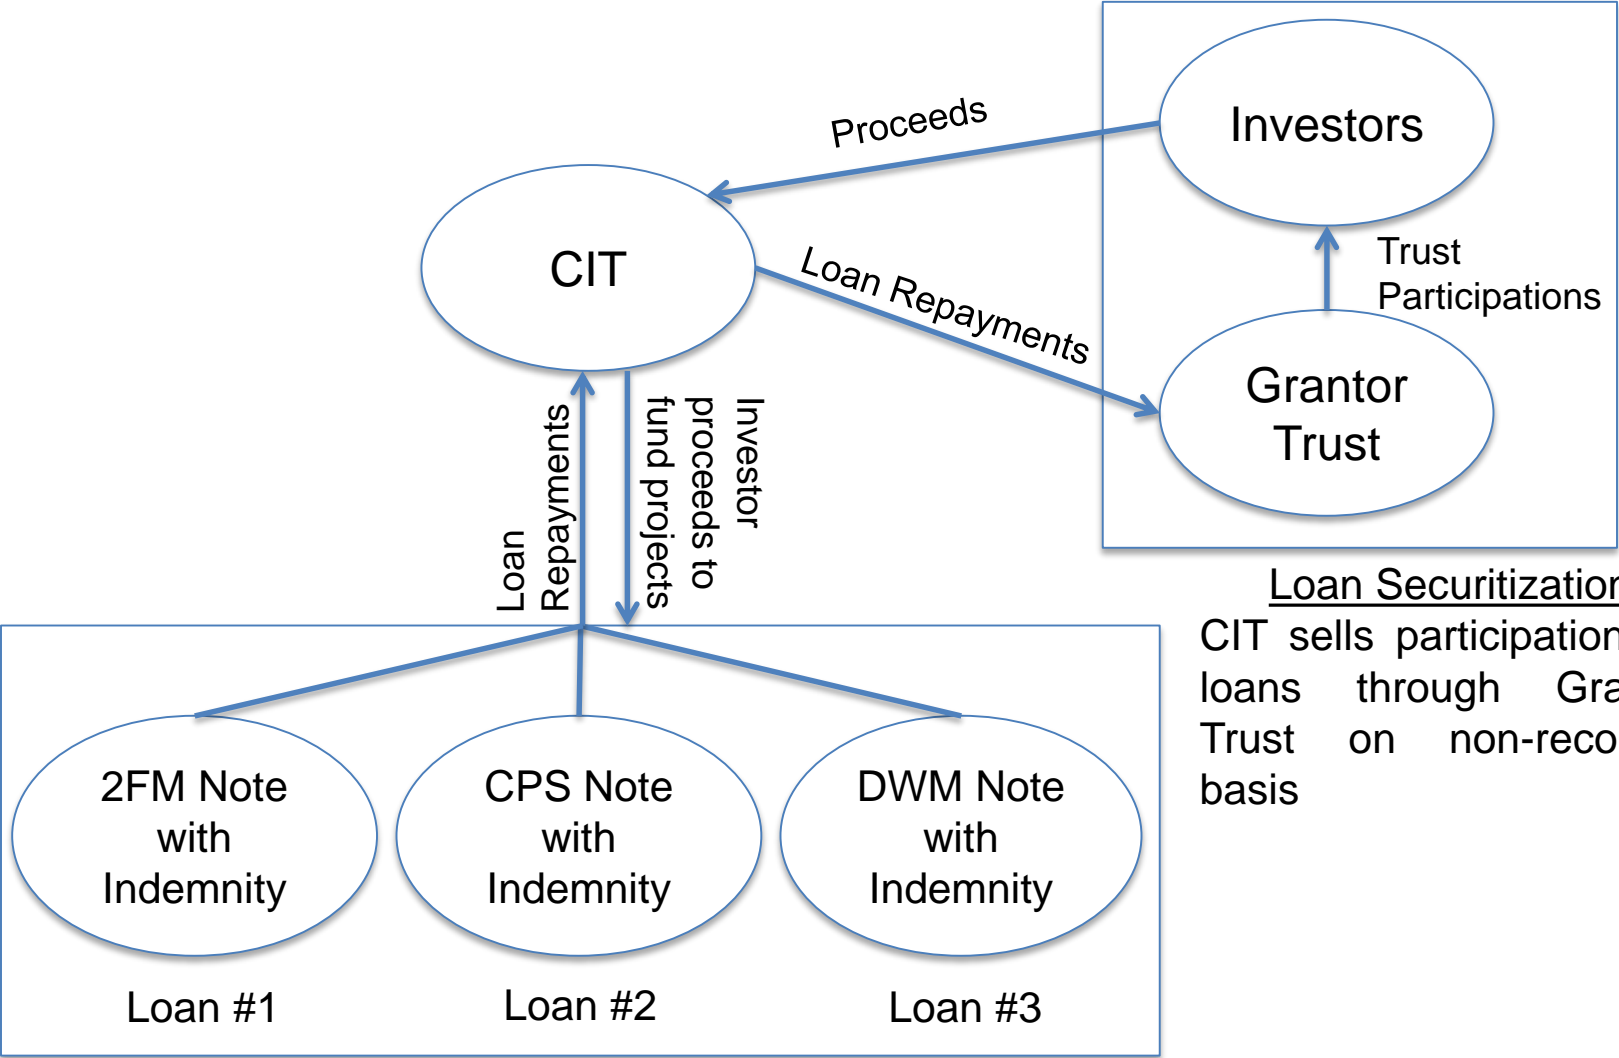 Investors
Proceeds
CIT
Trust
Participations
Loan Repayments
Grantor
Trust
Loan
Repayments
Investor
proceeds to
fund projects
Loan Securitization
CIT sells participation
loans through Gra
Trust on non-reco
basis
2FM Note
with
Indemnity
CPS Note
with
Indemnity
DWM Note
with
Indemnity
Loan #1
Loan #2
Loan #3